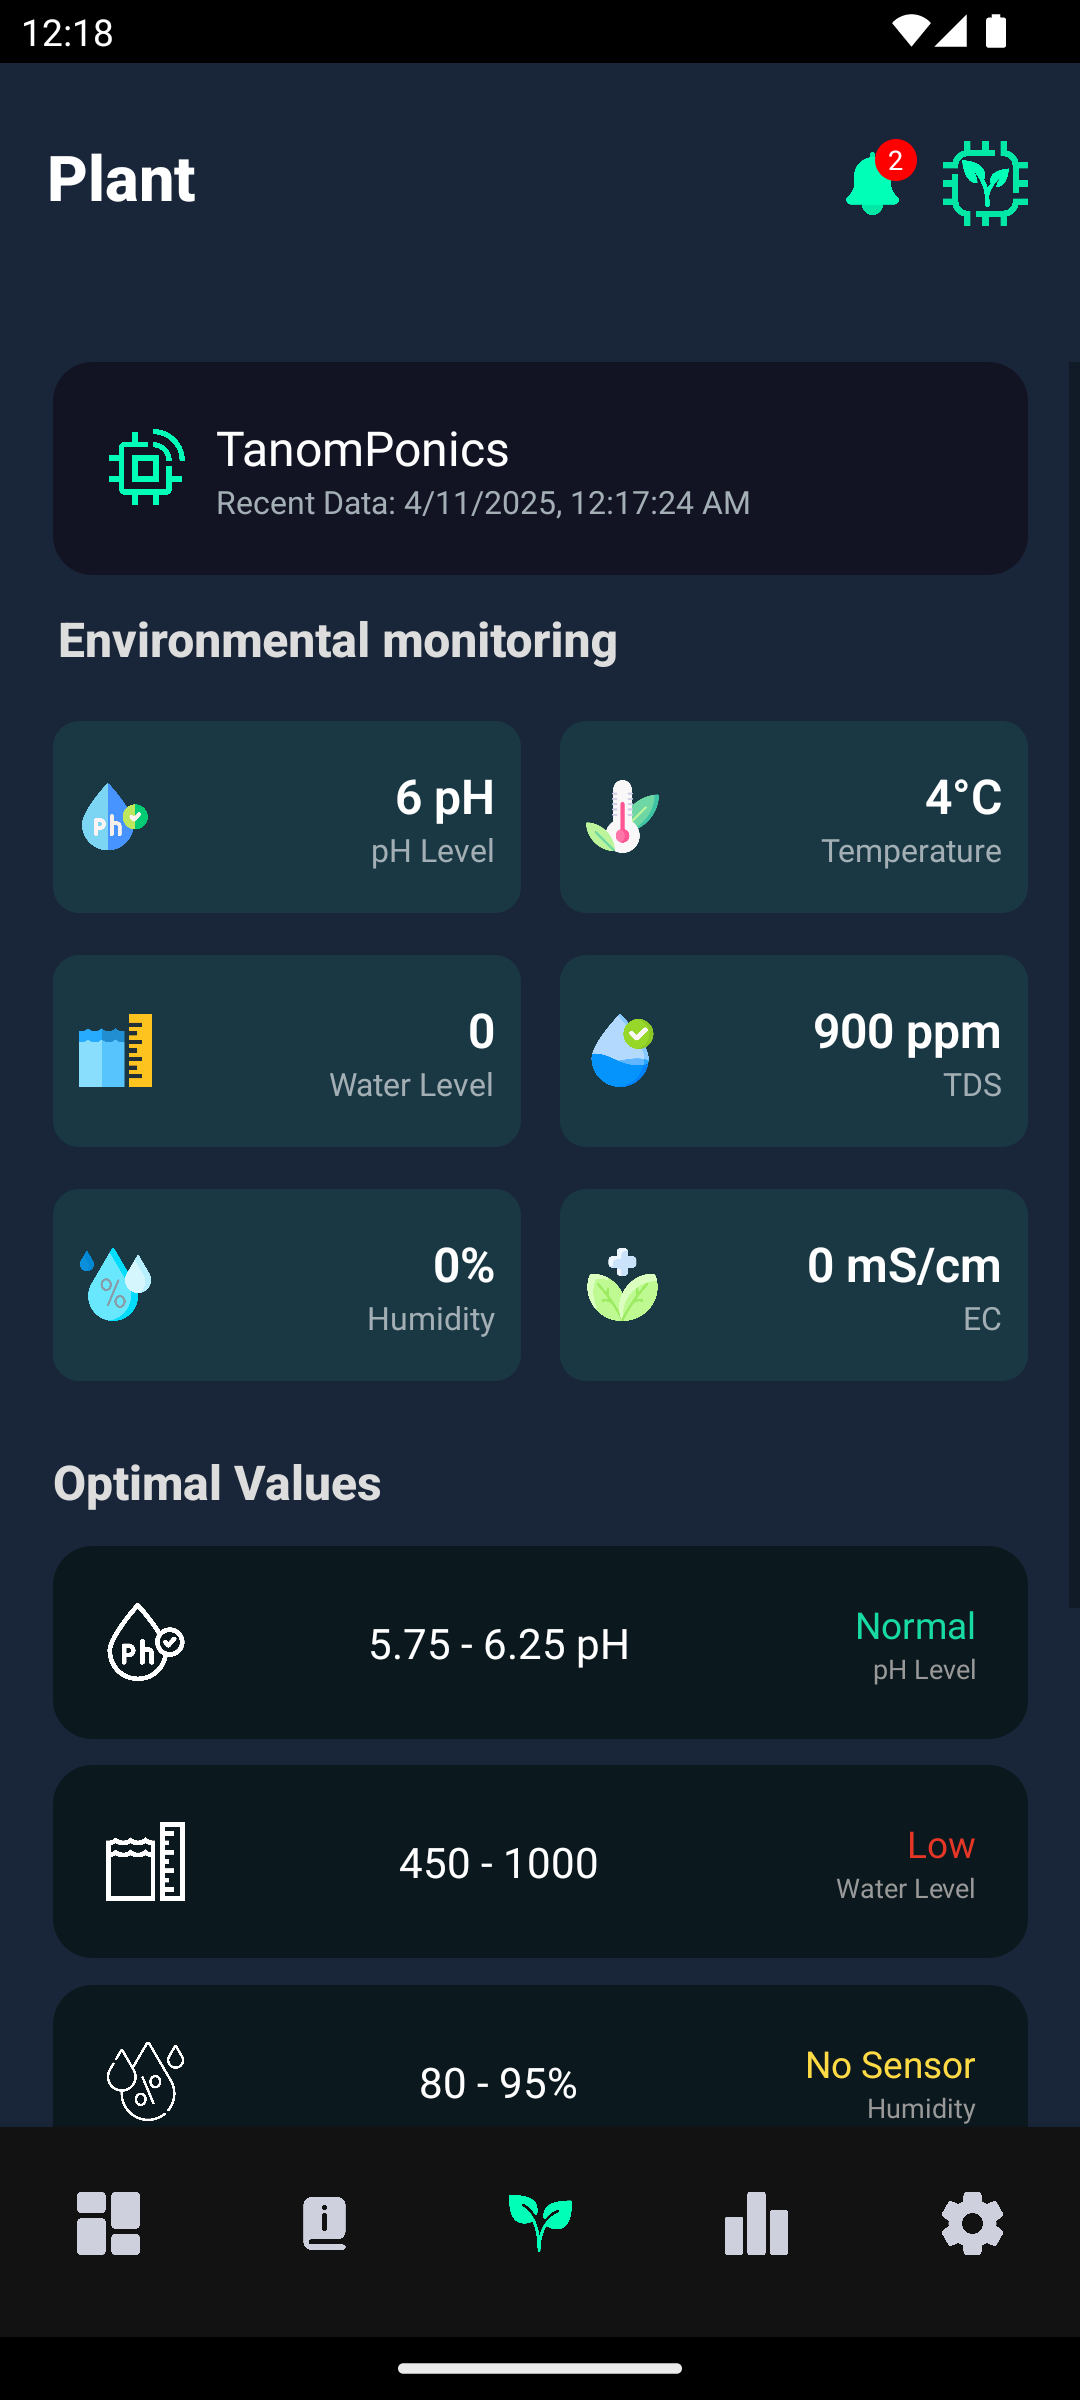 12:18
Plant
2
TanomPonics
Recent Data: 4/11/2025, 12:17:24 AM
Environmental monitoring
Ph
6 pH
pH Level
4°C
Temperature
0
Water Level
900 ppm
TDS
%
0%
Humidity
0 mS/cm
EC
Optimal Values
Ph
5.75 - 6.25 pH
Normal
pH Level
450 - 1000
Low
Water Level
%
80 - 95%
No Sensor
Humidity
i